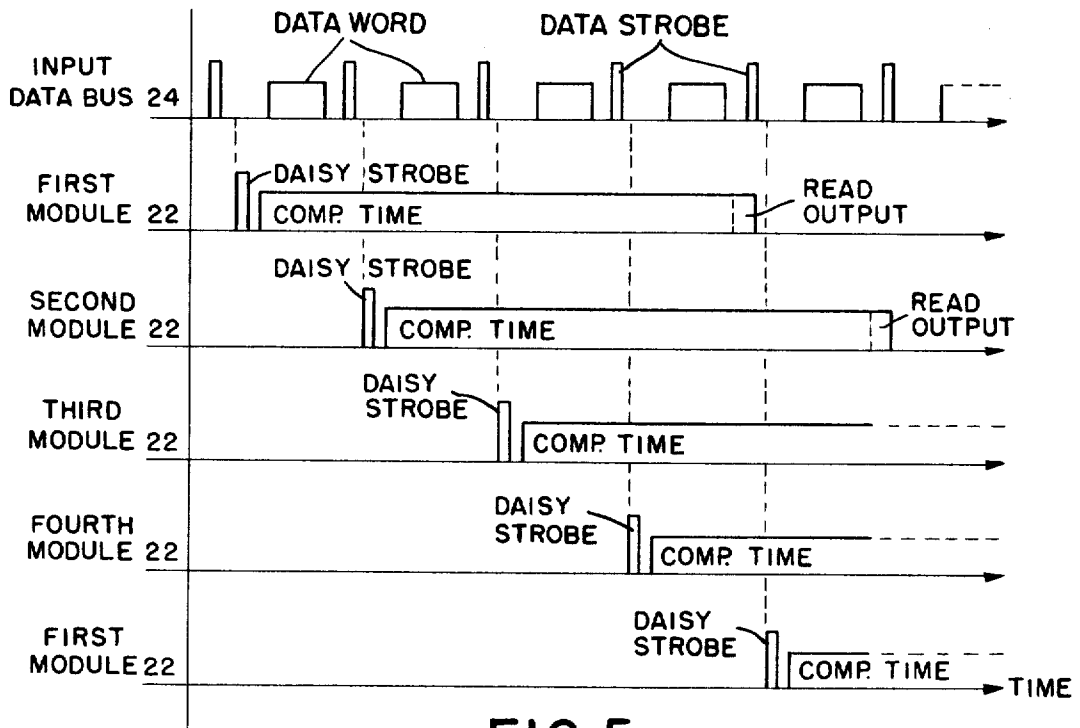 DATA WORD
DATA STROBE
INPUT
DATA BUS 24
FIRST
MODULE 22
DAISY STROBE
COMP. TIME
READ
OUTPUT
DAISY STROBE
SECOND
MODULE 22
COMP. TIME
READ
OUTPUT
THIRD
MODULE 22
DAISY
STROBE
COMP. TIME
FOURTH
MODULE 22
DAISY
STROBE
COMP. TIME
FIRST
MODULE 22
DAISY
STROBE
COMP. TIME
TIME
FIG. 5